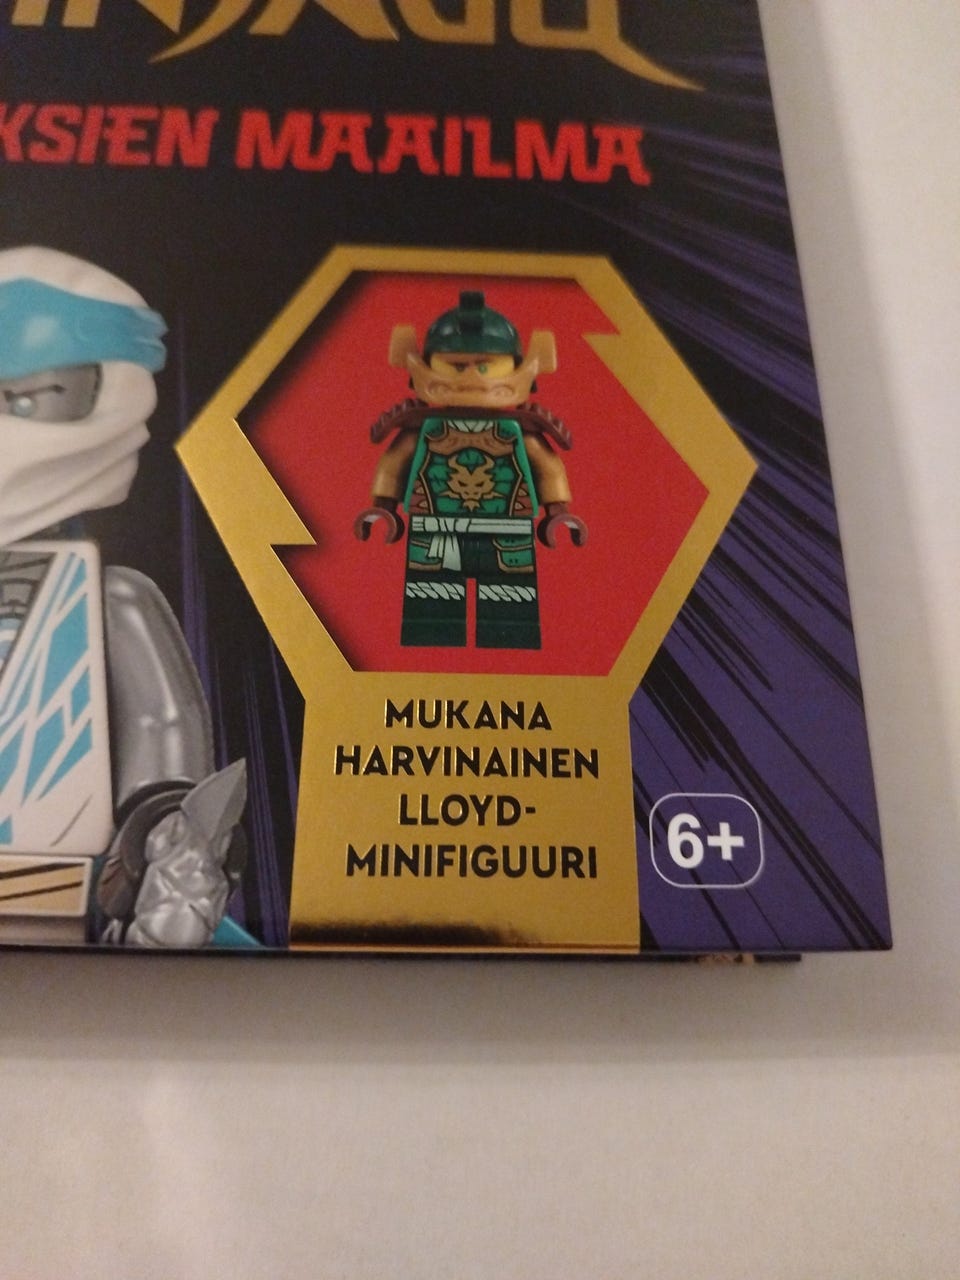 KSIEN MAAILMA
MUKANA
HARVINAINEN
LLOYD-
MINIFIGUURI
6+